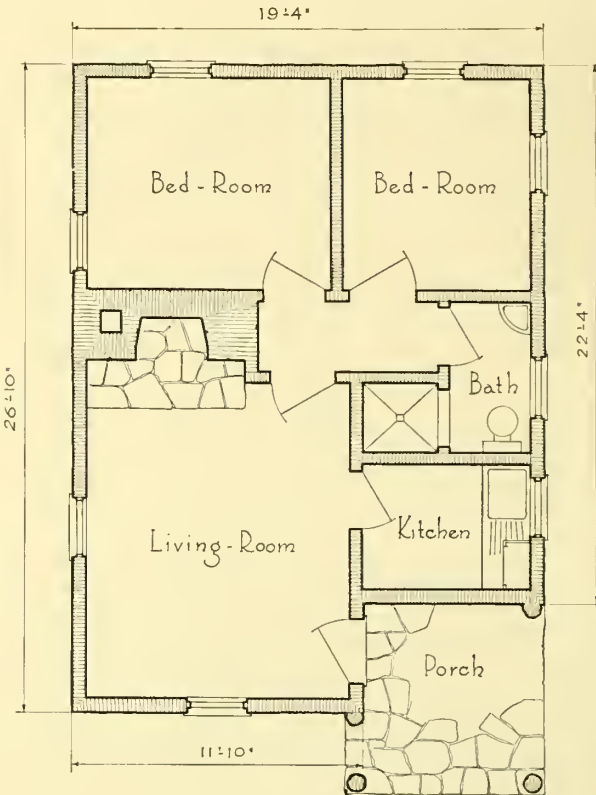 19'-4"
Bed-Room
Bed-Room
26'-10"
22'-4"
Bath
Living-Room
Kitchen
Porch
11'-10"